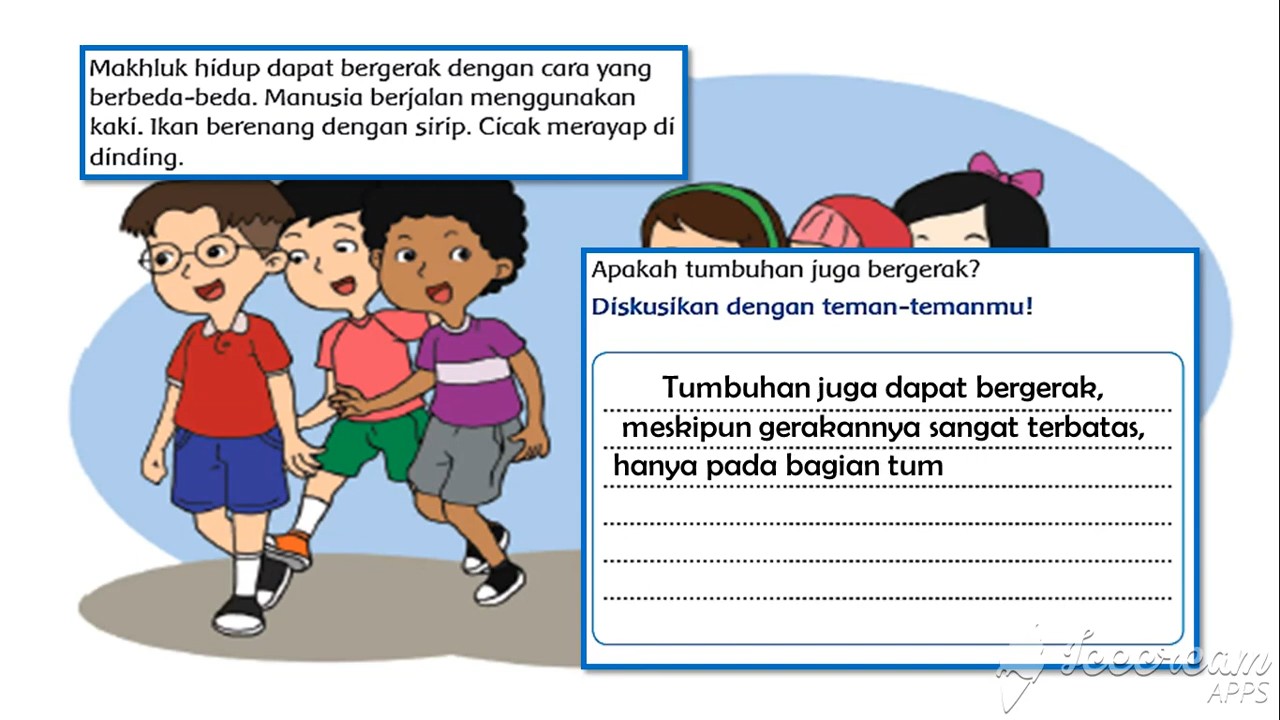 Makhluk hidup dapat bergerak dengan cara yang
berbeda-beda. Manusia berjalan menggunakan
kaki. Ikan berenang dengan sirip. Cicak merayap di
dinding.
Apakah tumbuhan juga bergerak?
Diskusikan dengan teman-temanmu!
Tumbuhan juga dapat bergerak,
meskipun gerakannya sangat terbatas,
hanya pada bagian tum
Icecream
APPS